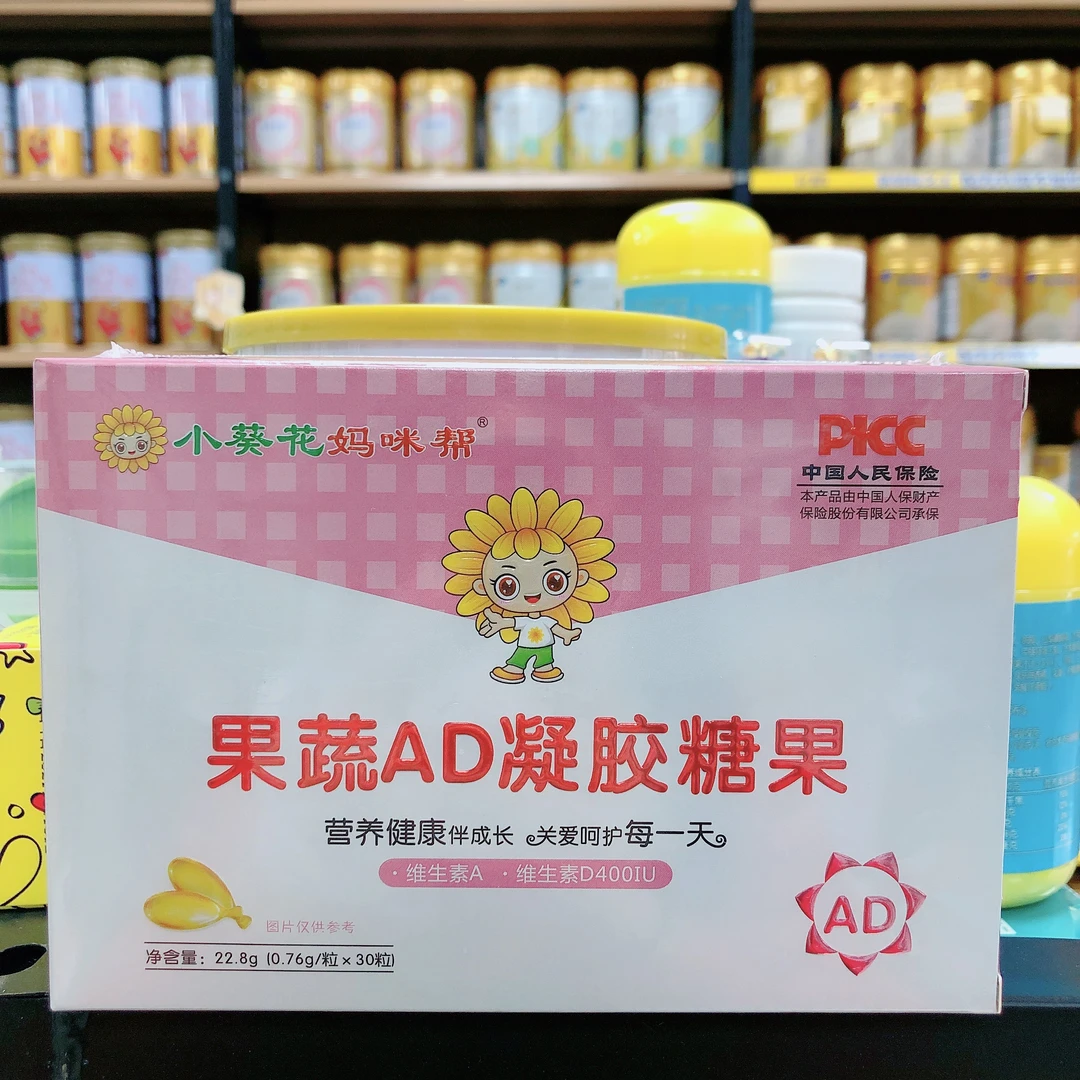 小葵花妈咪帮®
PICC
中国人民保险
本产品由中国人保财产
保险股份有限公司承保
果蔬AD凝胶糖果
营养健康伴成长 关爱呵护每一天
·维生素A ·维生素D400IU
图片仅供参考
净含量：22.8g (0.76g/粒×30粒)
AD